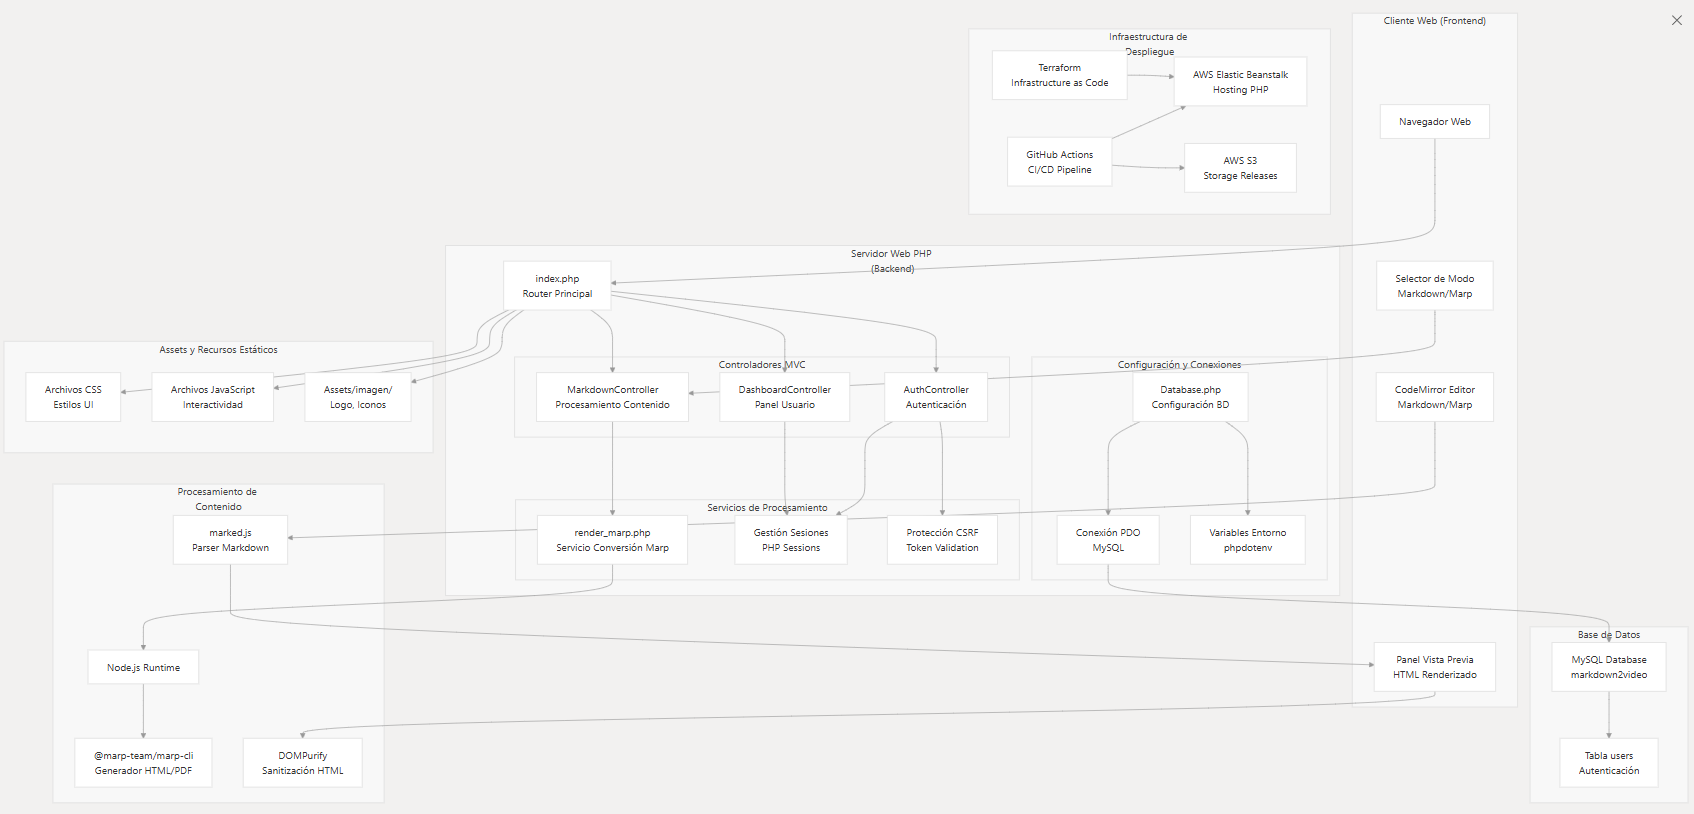 Cliente Web (Frontend)
Navegador Web
Selector de Modo
Markdown/Marp
CodeMirror Editor
Markdown/Marp
Panel Vista Previa
HTML Renderizado
Infraestructura de
Despliegue
Terraform
Infrastructure as Code
AWS Elastic Beanstalk
Hosting PHP
GitHub Actions
CI/CD Pipeline
AWS S3
Storage Releases
Servidor Web PHP
(Backend)
index.php
Router Principal
Controladores MVC
MarkdownController
Procesamiento Contenido
DashboardController
Panel Usuario
AuthController
Autenticación
Configuración y Conexiones
Database.php
Configuración BD
Conexión PDO
MySQL
Variables Entorno
phpdotenv
Servicios de Procesamiento
render_marp.php
Servicio Conversión Marp
Gestión Sesiones
PHP Sessions
Protección CSRF
Token Validation
Assets y Recursos Estáticos
Archivos CSS
Estilos UI
Archivos JavaScript
Interactividad
Assets/imagen/
Logo, Iconos
Procesamiento de
Contenido
marked.js
Parser Markdown
Node.js Runtime
@marp-team/marp-cli
Generador HTML/PDF
DOMPurify
Sanitización HTML
Base de Datos
MySQL Database
markdown2video
Tabla users
Autenticación